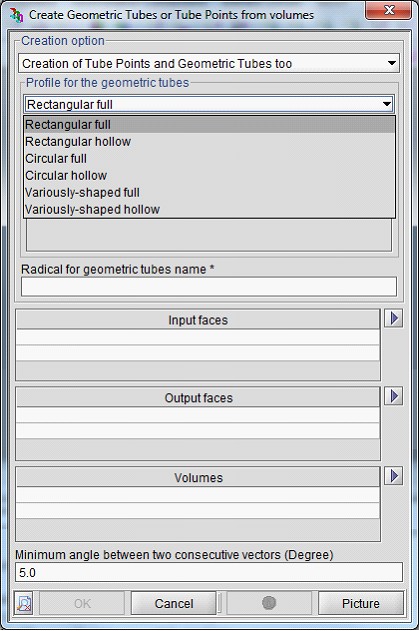 Create Geometric Tubes or Tube Points from volumes
Creation option
Creation of Tube Points and Geometric Tubes too
Profile for the geometric tubes
Rectangular full
Rectangular full
Rectangular hollow
Circular full
Circular hollow
Variously-shaped full
Variously-shaped hollow
Radical for geometric tubes name *
Input faces
Output faces
Volumes
Minimum angle between two consecutive vectors (Degree)
5.0
OK
Cancel
Picture